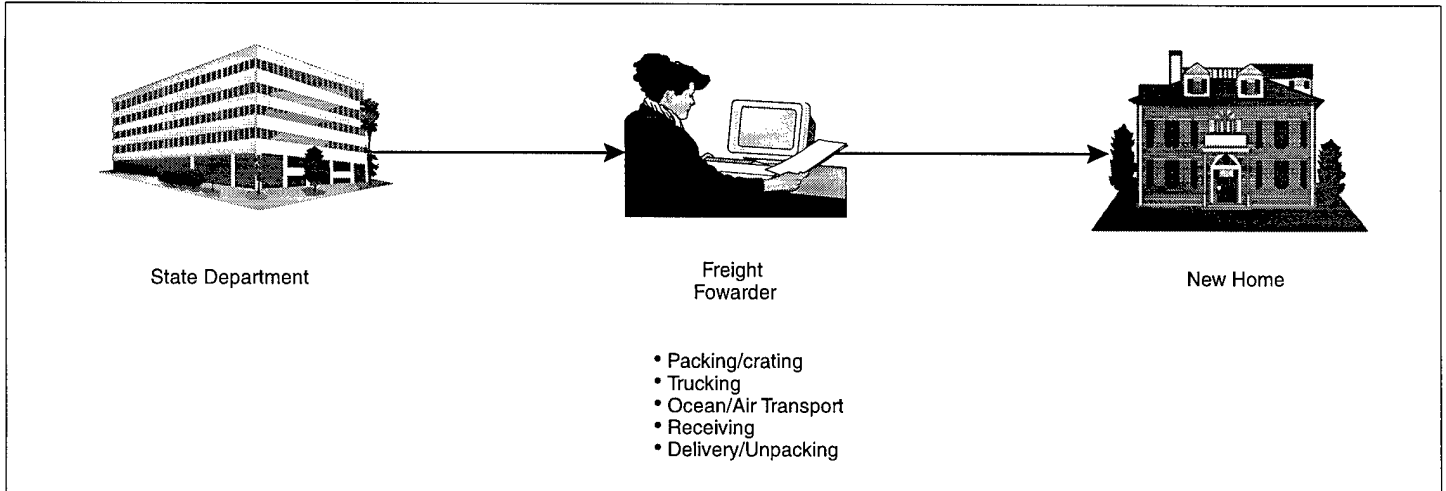 State Department
Freight
Fowarder
New Home
• Packing/crating
• Trucking
• Ocean/Air Transport
• Receiving
• Delivery/Unpacking